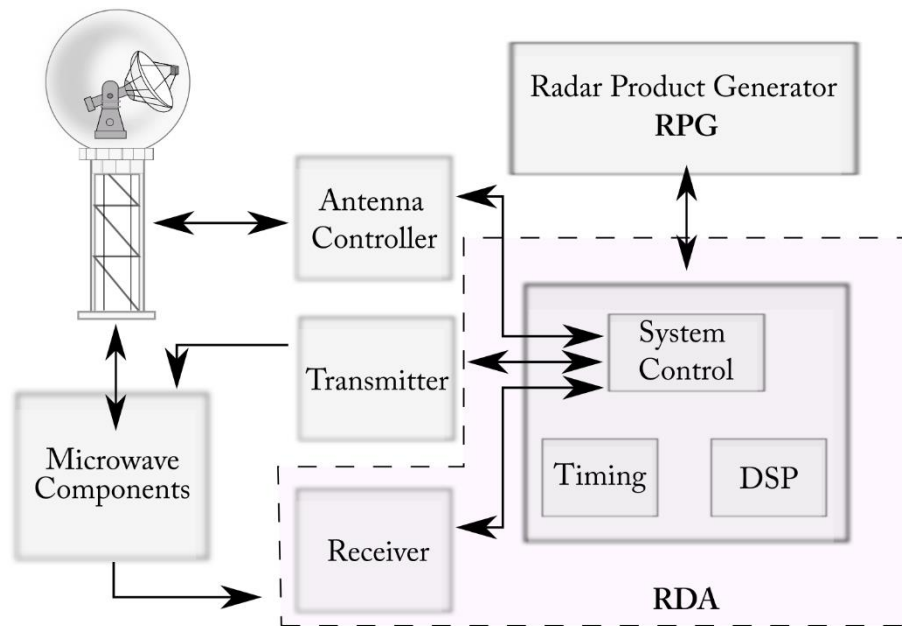 Radar Product Generator
RPG
Antenna
Controller
System
Control
Transmitter
Microwave
Components
Timing
DSP
Receiver
RDA